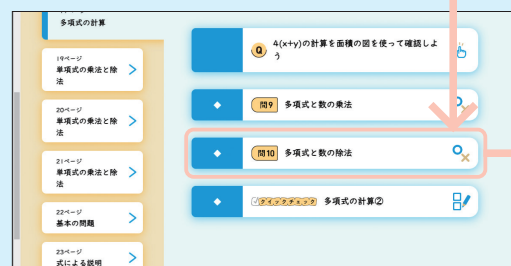 多項式の計算
19ページ
単項式の乗法と除
法
20ページ
単項式の乗法と除
法
21ページ
単項式の乗法と除
法
22ページ
基本の問題
23ページ
式による説明
Q 4(x+y)の計算を面積の図を使って確認しよ
う
問9 多項式と数の乗法
問10 多項式と数の除法
クイックチェック 多項式の計算②